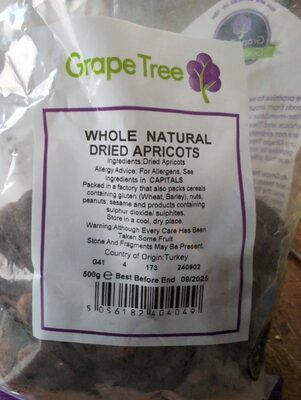 Grape Tree
WHOLE NATURAL
DRIED APRICOTS
Ingredients:Dried Apricots
Allergy Advice: For Allergens, See
Ingredients in CAPITALS
Packed in a factory that also packs cereals
containing gluten (Wheat, Barley), nuts,
peanuts, sesame and products containing
sulphur dioxide/ sulphites.
Store in a cool, dry place.
Warning Although Every Care Has Been
Taken Some Fruit
Stone And Fragments May Be Present.
Country of Origin:Turkey
G41 4 173 240902
500g e Best Before End 09/2025
5 056182 404049